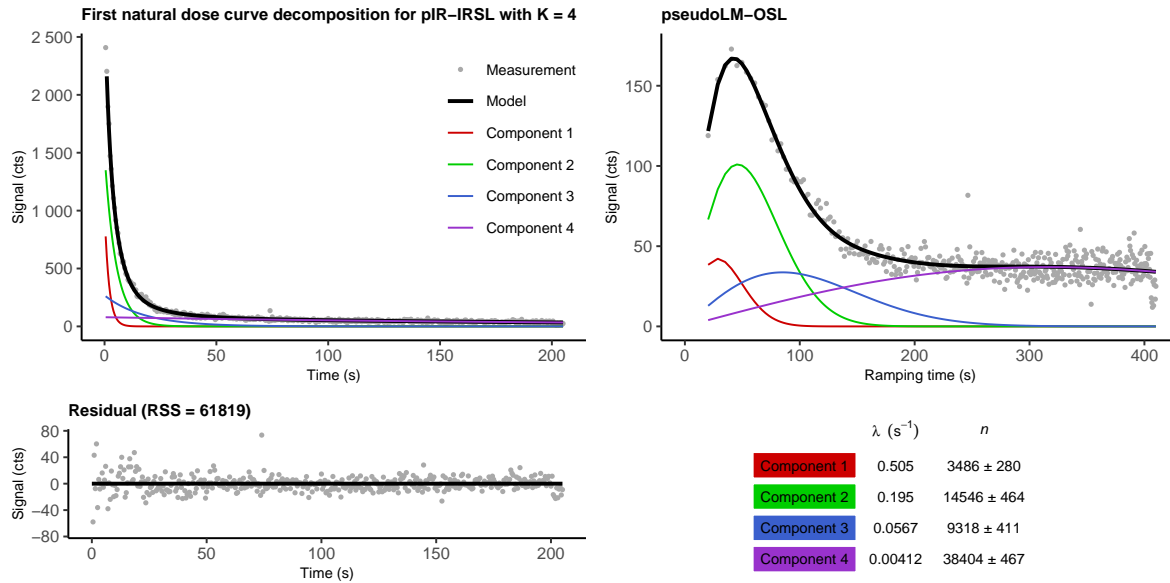 First natural dose curve decomposition for pIR−IRSL with K = 4
2 500
2 000
1 500
1 000
500
0
Signal (cts)
0
50
100
150
200
Time (s)
Measurement
Model
Component 1
Component 2
Component 3
Component 4
pseudoLM−OSL
150
100
50
0
Signal (cts)
0
100
200
300
400
Ramping time (s)
Residual (RSS = 61819)
80
40
0
−40
−80
Signal (cts)
0
50
100
150
200
Time (s)
λ (s⁻¹) n
Component 1 0.505 3486 ± 280
Component 2 0.195 14546 ± 464
Component 3 0.0567 9318 ± 411
Component 4 0.00412 38404 ± 467